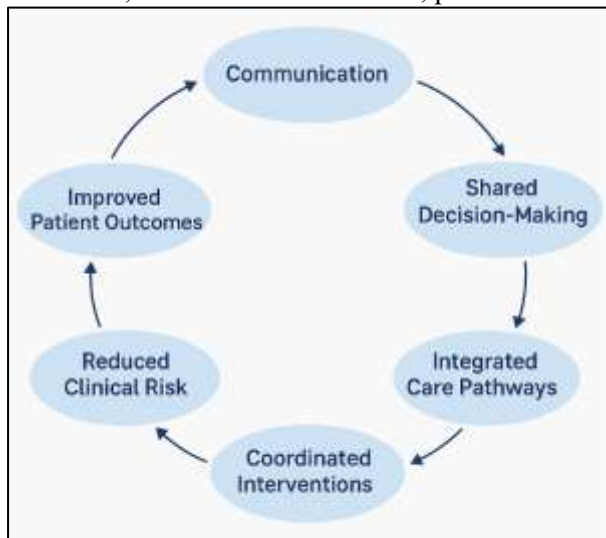 Communication
Shared
Decision-Making
Integrated
Care Pathways
Coordinated
Interventions
Reduced
Clinical Risk
Improved
Patient Outcomes